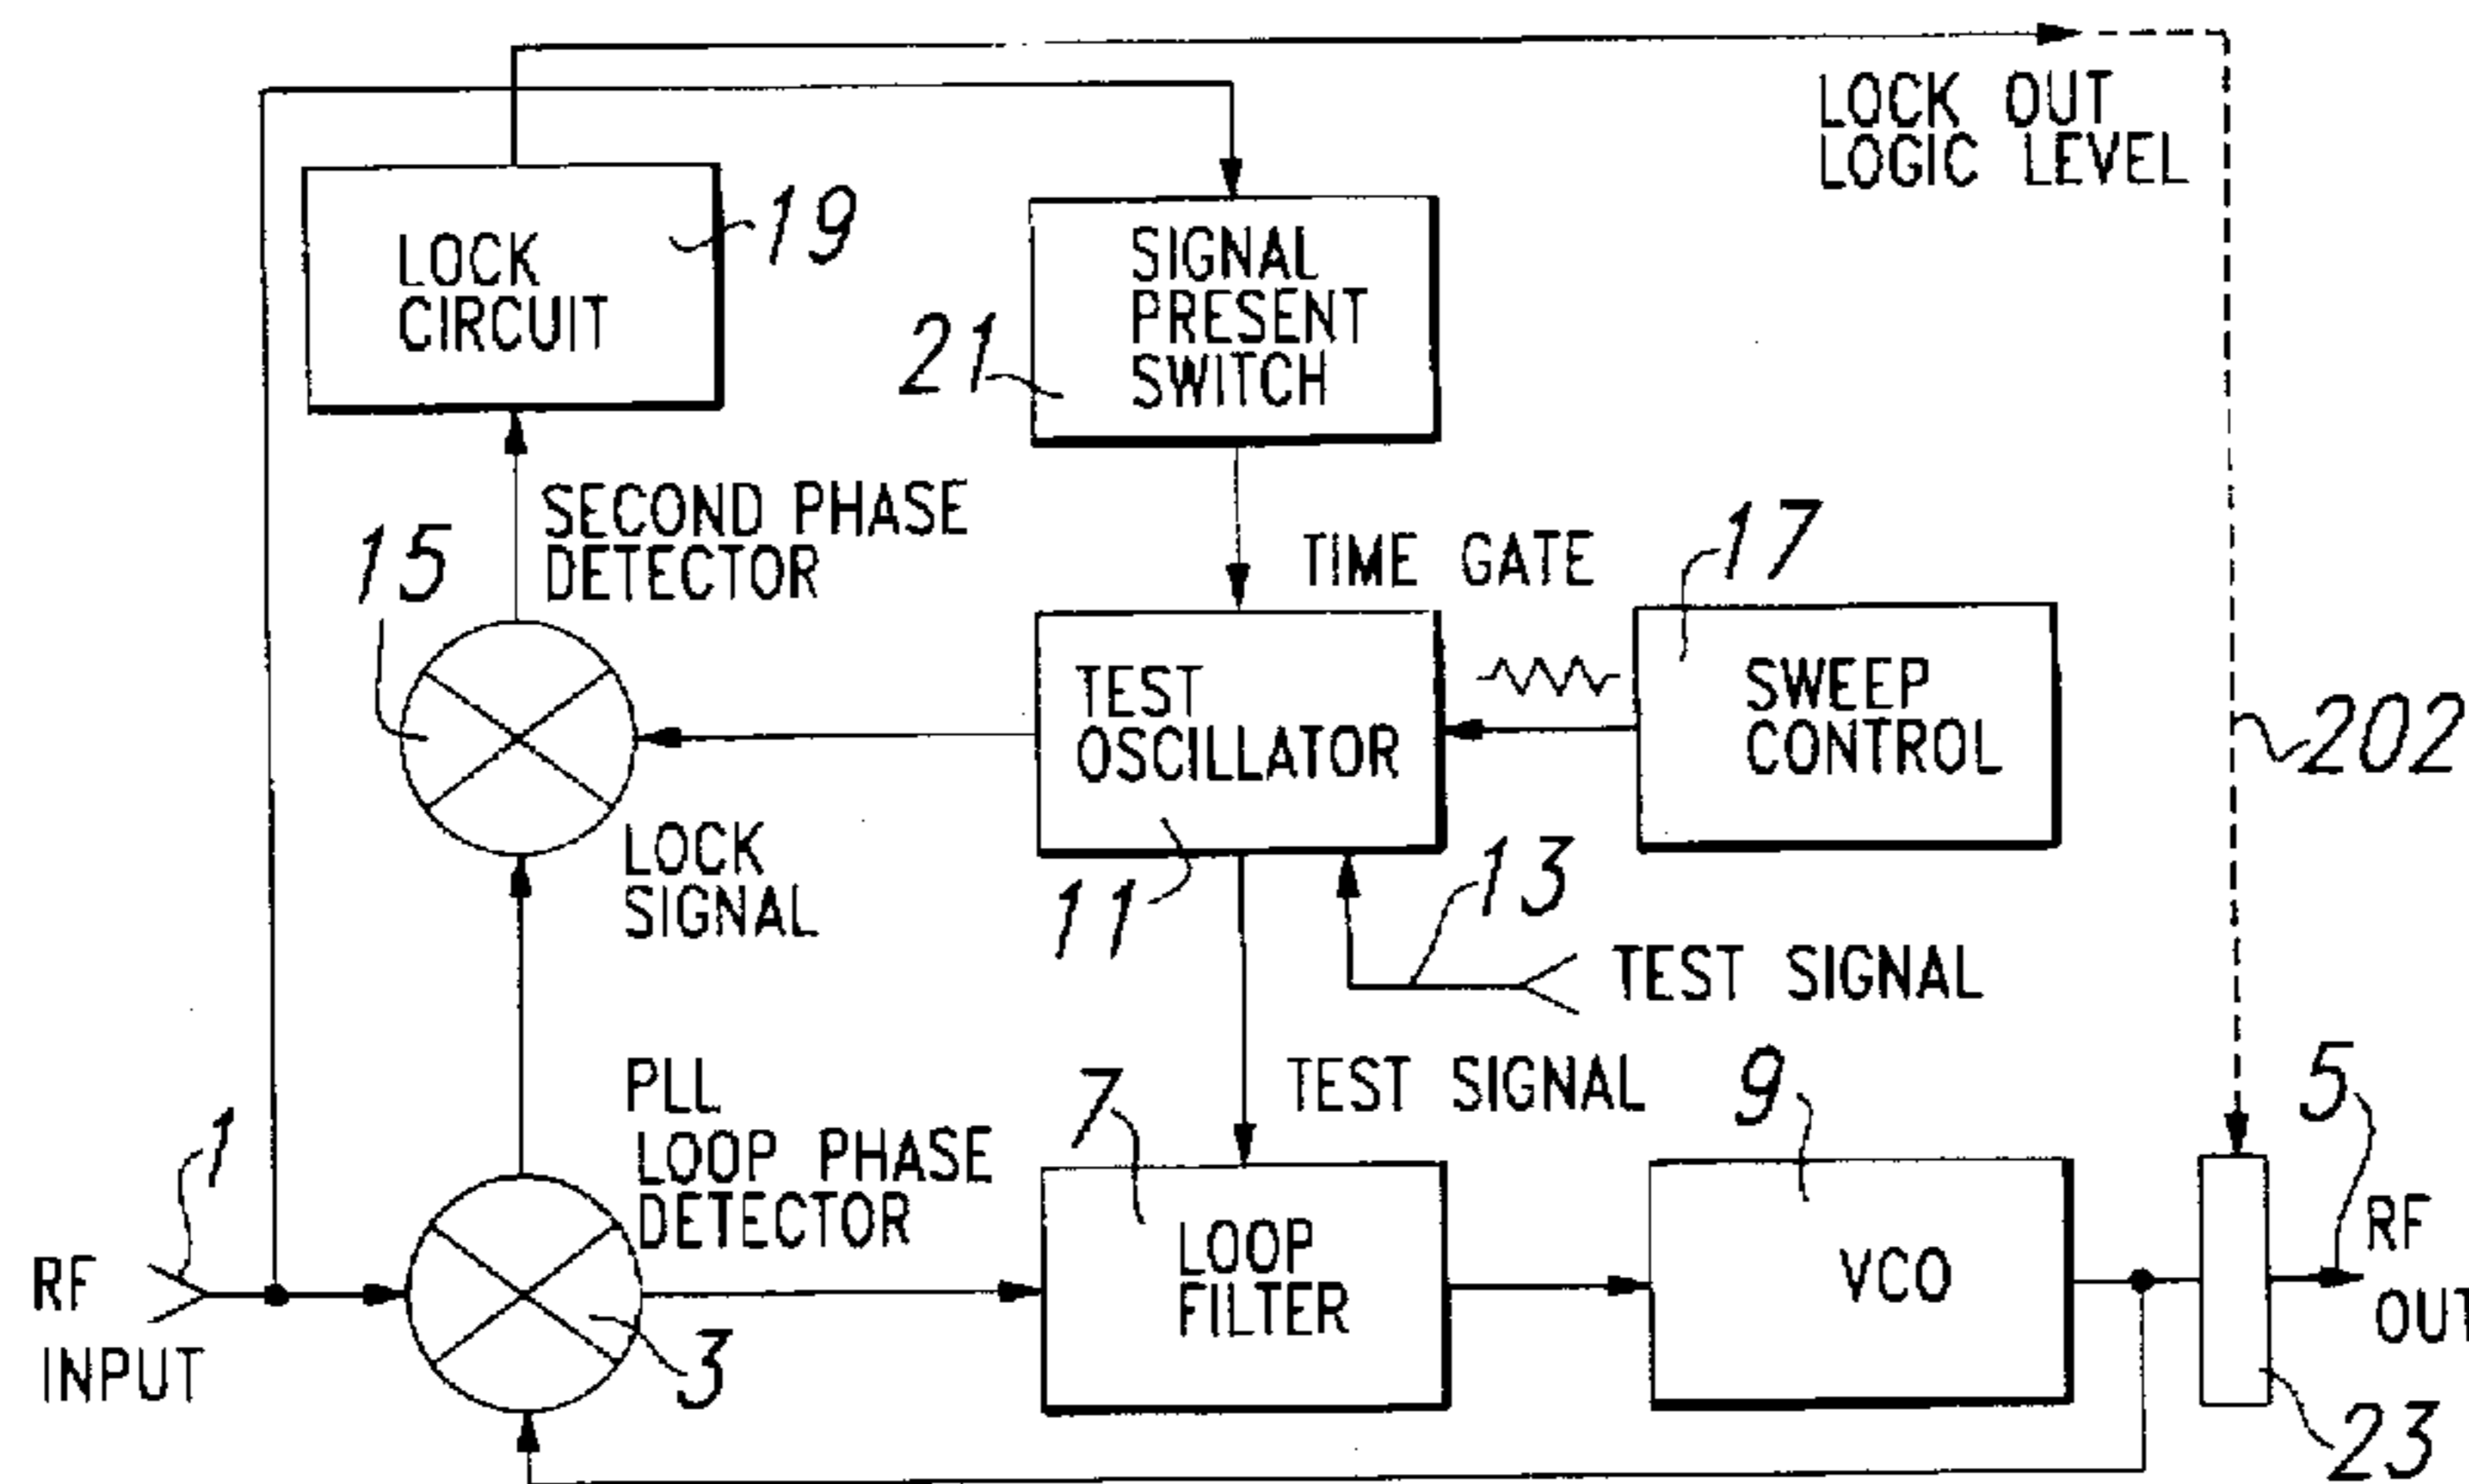 LOCK OUT
LOGIC LEVEL
LOCK
CIRCUIT
19
SIGNAL
PRESENT
SWITCH
21
SECOND PHASE
DETECTOR
15
TIME GATE
17
TEST
OSCILLATOR
11
SWEEP
CONTROL
202
LOCK
SIGNAL
13
TEST SIGNAL
TEST SIGNAL
PLL
LOOP PHASE
DETECTOR
1
RF
INPUT
3
7
LOOP
FILTER
9
VCO
5
RF
OUT
23